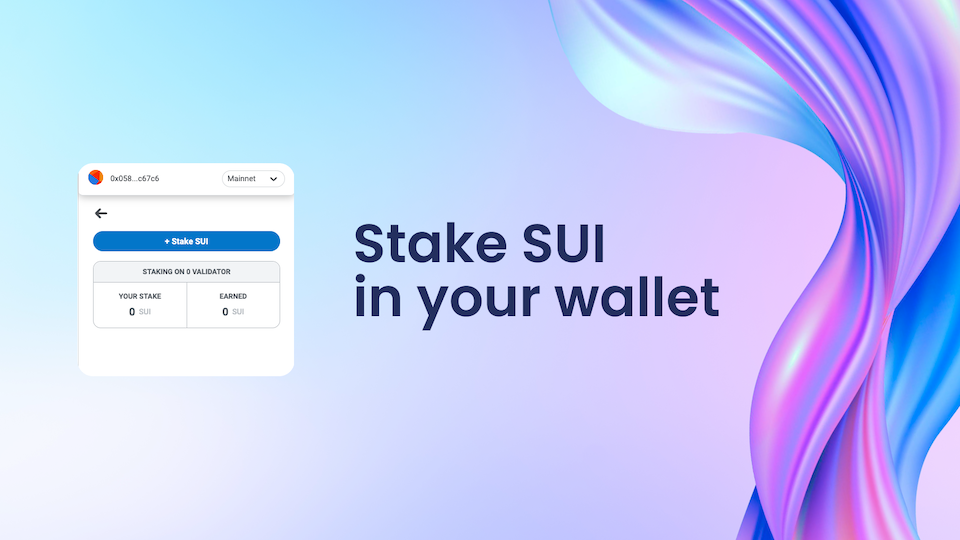 0x058...c67c6
Mainnet
+ Stake SUI
STAKING ON 0 VALIDATOR
YOUR STAKE
0 SUI
EARNED
0 SUI
Stake SUI
in your wallet